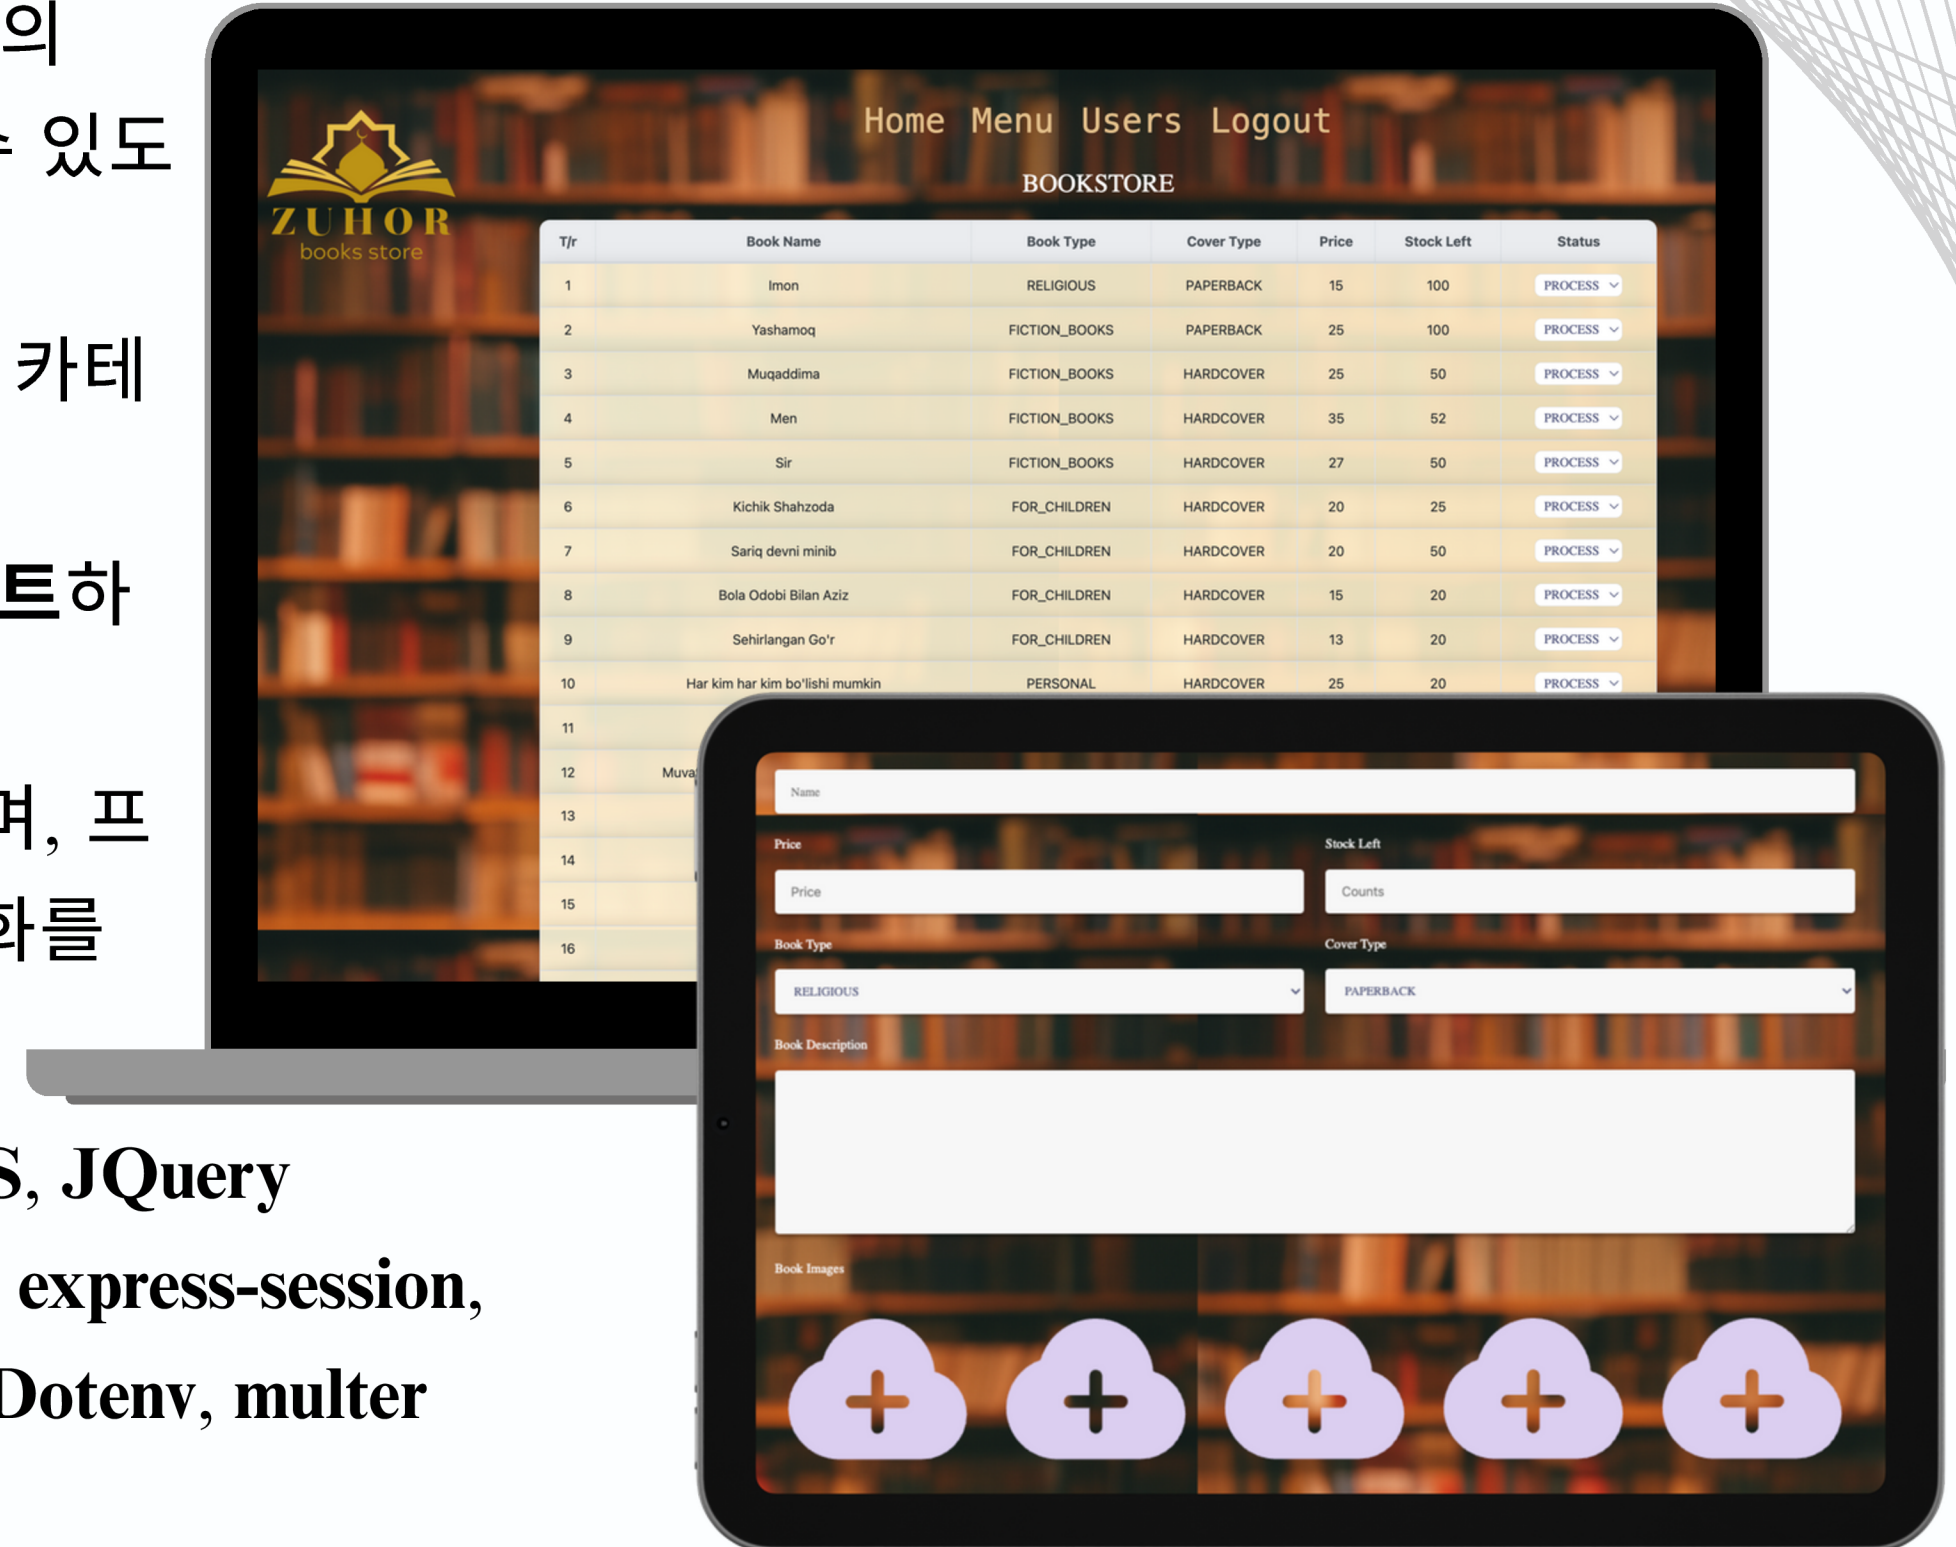 의
수 있도
카테
트하
며, 프
화를
S, JQuery
express-session,
Dotenv, multer
ZUHOR
books store
Home Menu Users Logout
BOOKSTORE
T/r Book Name Book Type Cover Type Price Stock Left Status
1 Imon RELIGIOUS PAPERBACK 15 100 PROCESS
2 Yashamoq FICTION_BOOKS PAPERBACK 25 100 PROCESS
3 Muqaddima FICTION_BOOKS HARDCOVER 25 50 PROCESS
4 Men FICTION_BOOKS HARDCOVER 35 52 PROCESS
5 Sir FICTION_BOOKS HARDCOVER 27 50 PROCESS
6 Kichik Shahzoda FOR_CHILDREN HARDCOVER 20 25 PROCESS
7 Sariq devni minib FOR_CHILDREN HARDCOVER 20 50 PROCESS
8 Bola Odobi Bilan Aziz FOR_CHILDREN HARDCOVER 15 20 PROCESS
9 Sehirlangan Go'r FOR_CHILDREN HARDCOVER 13 20 PROCESS
10 Har kim har kim bo'lishi mumkin PERSONAL HARDCOVER 25 20 PROCESS
11
12 Muva
13
14
15
16
Name
Price Stock Left
Price Counts
Book Type Cover Type
RELIGIOUS PAPERBACK
Book Description
Book Images